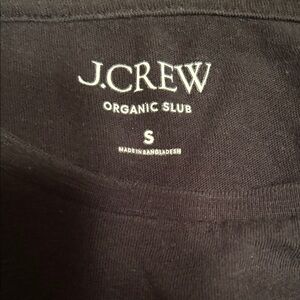 J.CREW
ORGANIC SLUB
S
MADE IN BANGLADESH